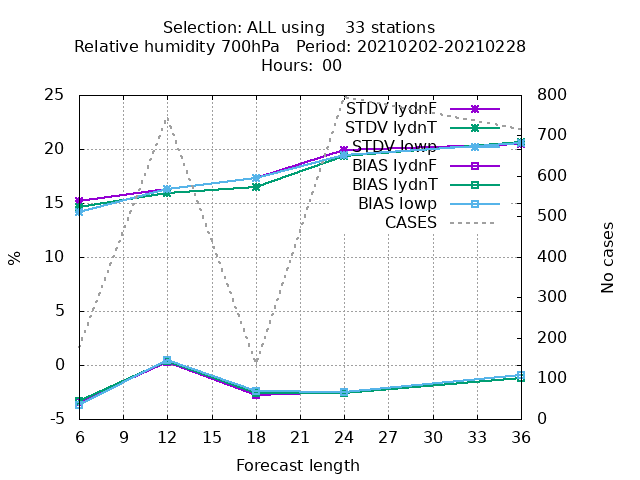 Selection: ALL using 33 stations
Relative humidity 700hPa Period: 20210202-20210228
Hours: 00
25
20
15
10
5
0
-5
%
800
700
600
500
400
300
200
100
0
No cases
STDV lydnF
STDV lydnT
STDV lowp
BIAS lydnF
BIAS lydnT
BIAS lowp
CASES
6 9 12 15 18 21 24 27 30 33 36
Forecast length